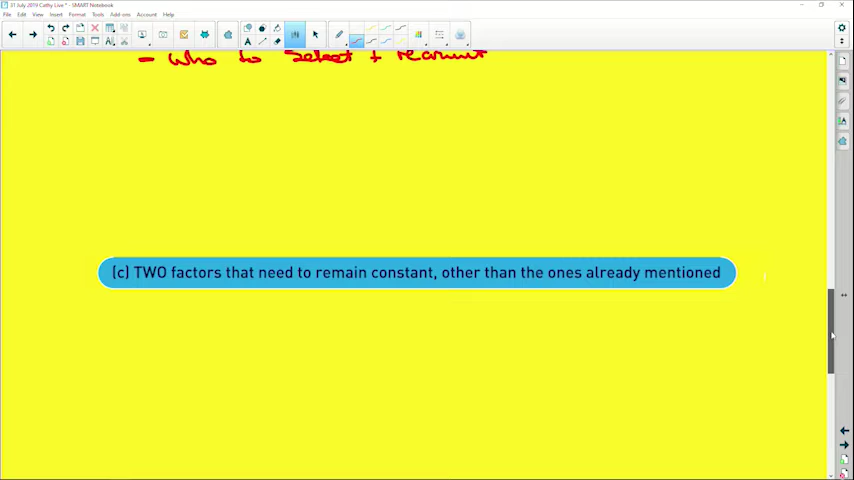 31 July 2019 Cathy Live * - SMART Notebook
File Edit View Insert Format Tools Add-ons Account Help
- Who to select + recruit
(c) TWO factors that need to remain constant, other than the ones already mentioned